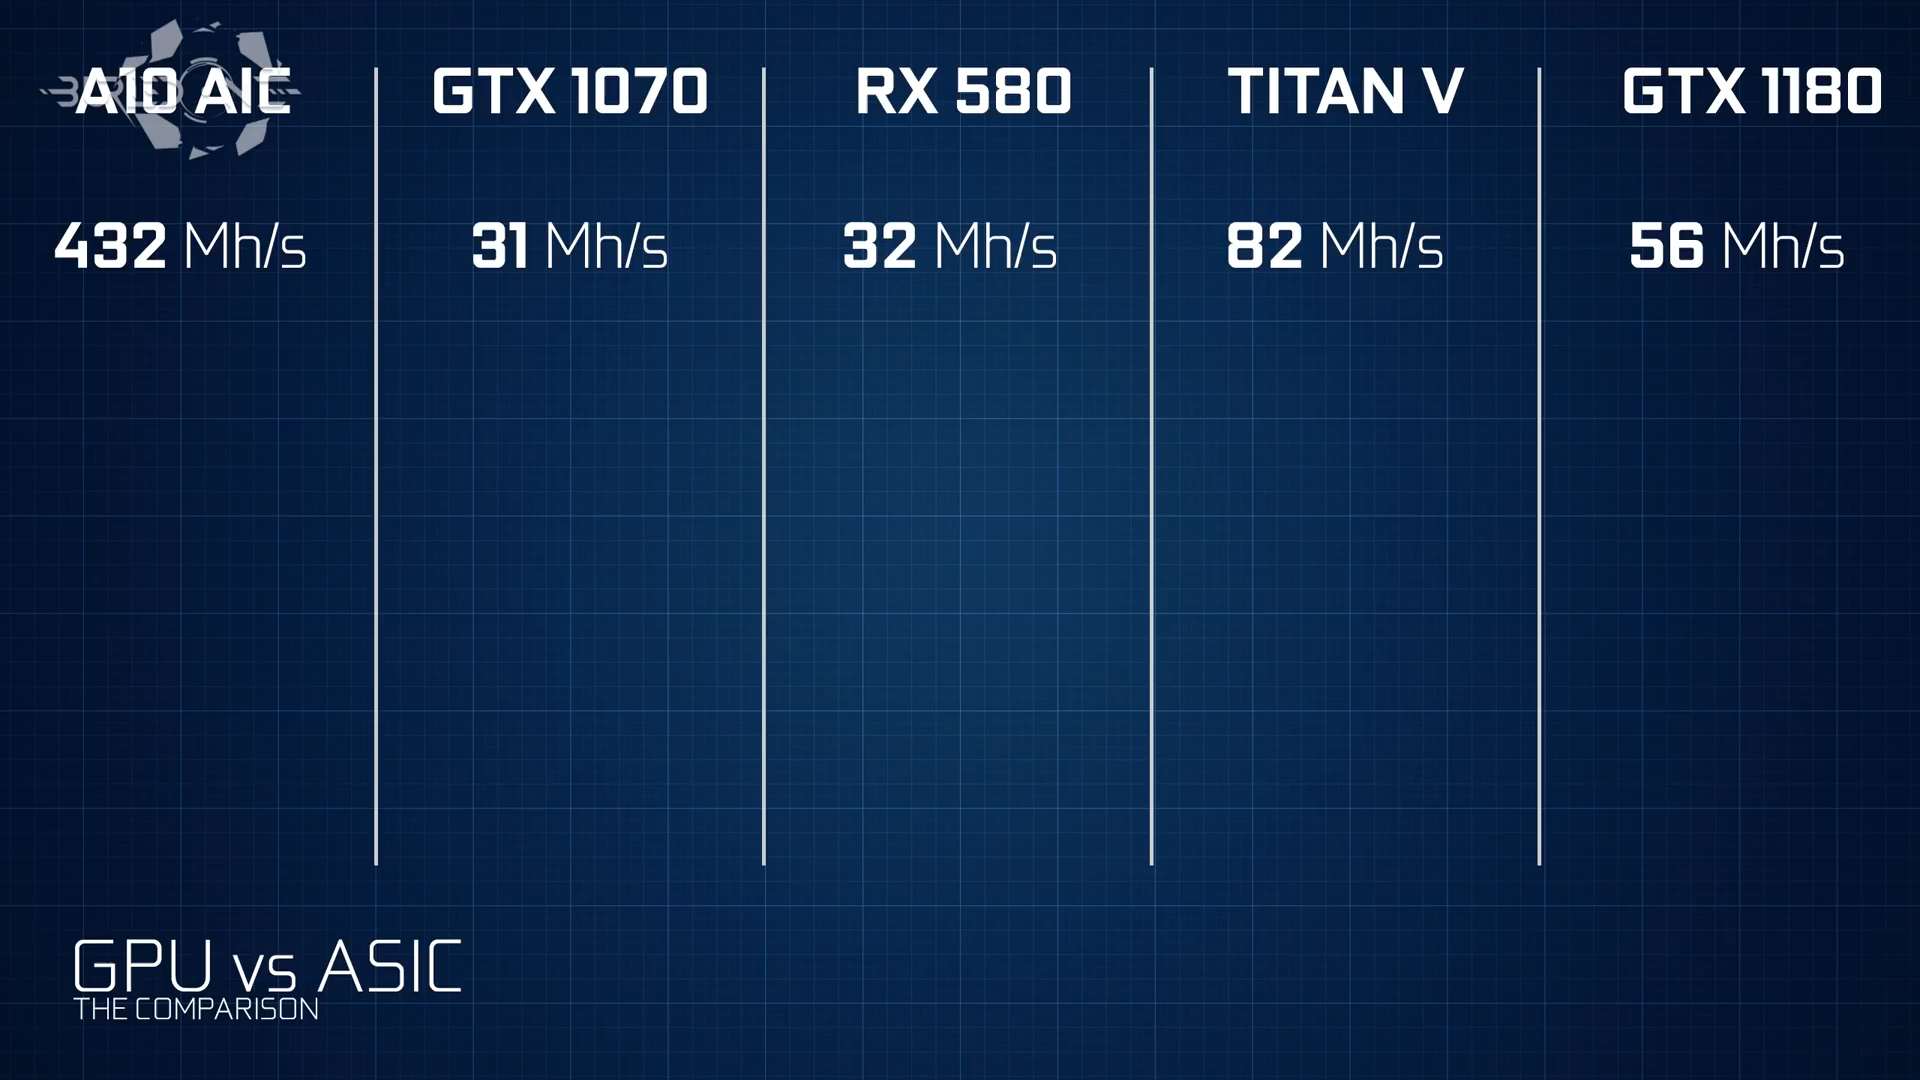 A10 AIE
GTX 1070
RX 580
TITAN V
GTX 1180
432 Mh/s
31 Mh/s
32 Mh/s
82 Mh/s
56 Mh/s
GPU vs ASIC
THE COMPARISON